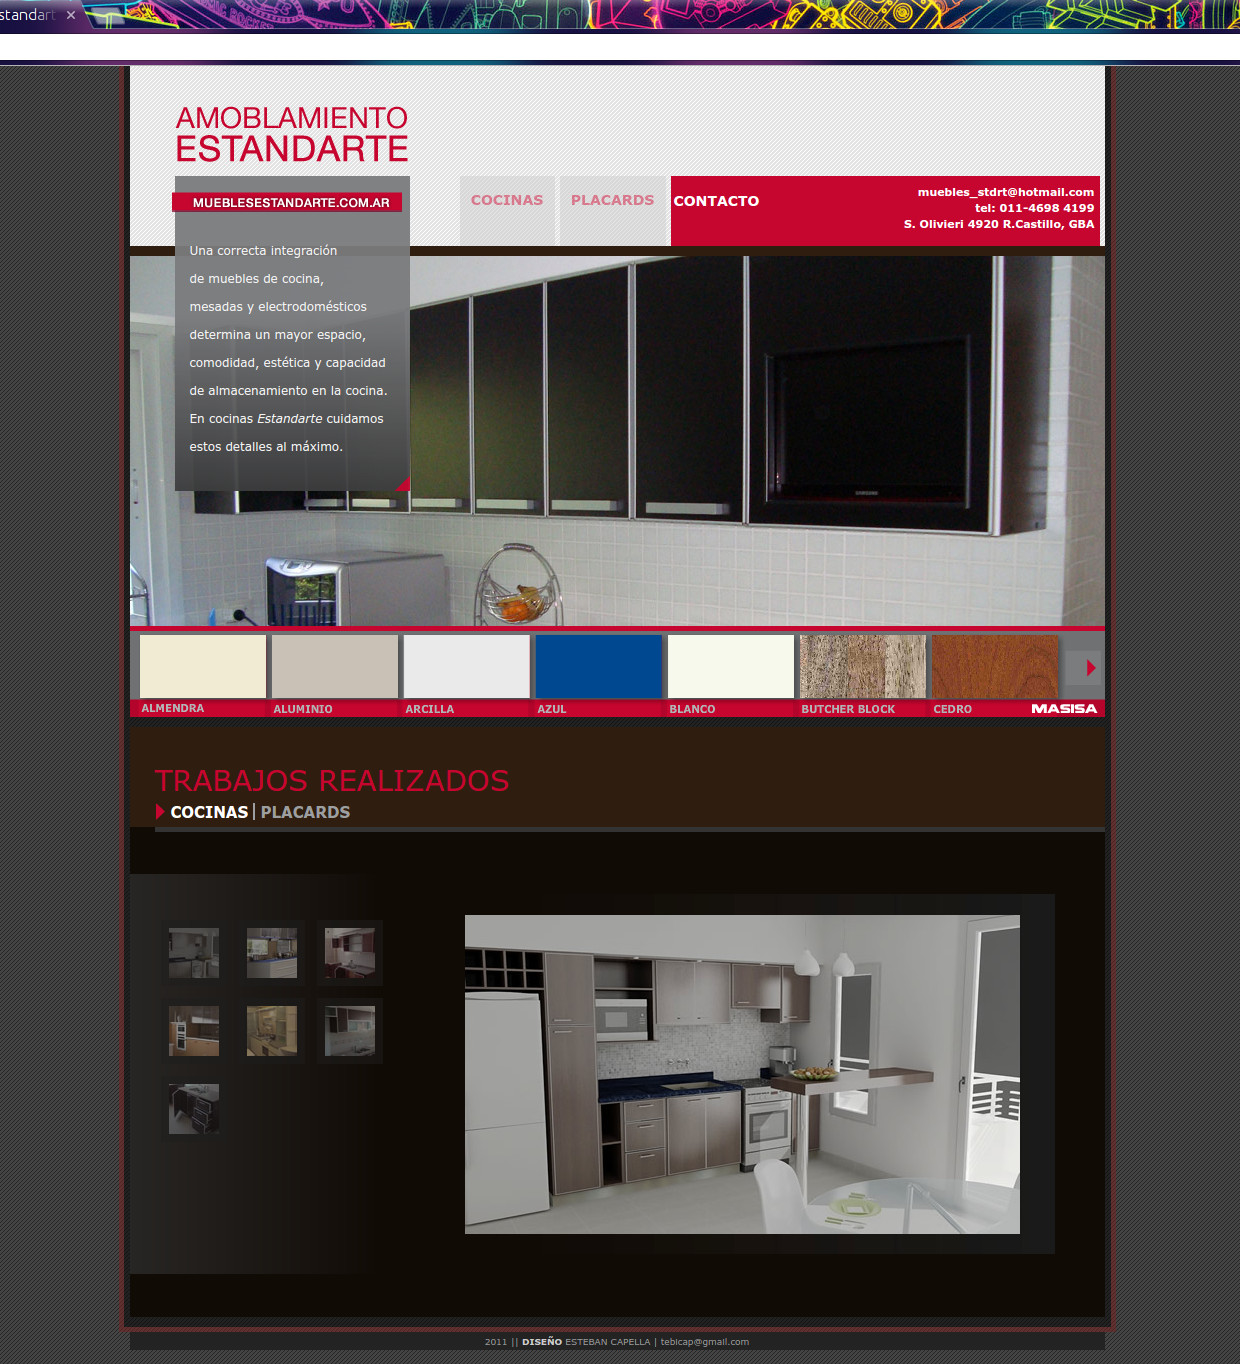 standart ×
AMOBLAMIENTO
ESTANDARTE
MUEBLESESTANDARTE.COM.AR
COCINAS
PLACARDS
CONTACTO
muebles_stdrt@hotmail.com
tel: 011-4698 4199
S. Olivieri 4920 R.Castillo, GBA
Una correcta integración
de muebles de cocina,
mesadas y electrodomésticos
determina un mayor espacio,
comodidad, estética y capacidad
de almacenamiento en la cocina.
En cocinas Estandarte cuidamos
estos detalles al máximo.
SAMSUNG
ALMENDRA
ALUMINIO
ARCILLA
AZUL
BLANCO
BUTCHER BLOCK
CEDRO
MASISA
TRABAJOS REALIZADOS
COCINAS | PLACARDS
2011 || DISEÑO ESTEBAN CAPELLA | tebicap@gmail.com